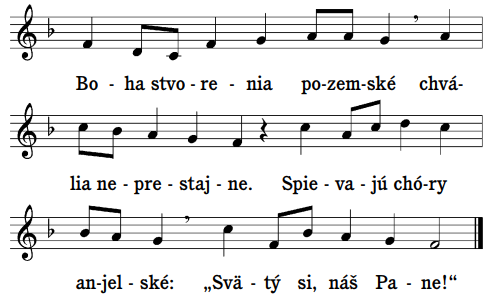 Bo - ha stvo - re - nia po-zem-ské chvá-
lia ne - pre - staj - ne. Spie - va - jú chó-ry
an-jel - ské: „Svä - tý si, náš Pa - ne!“